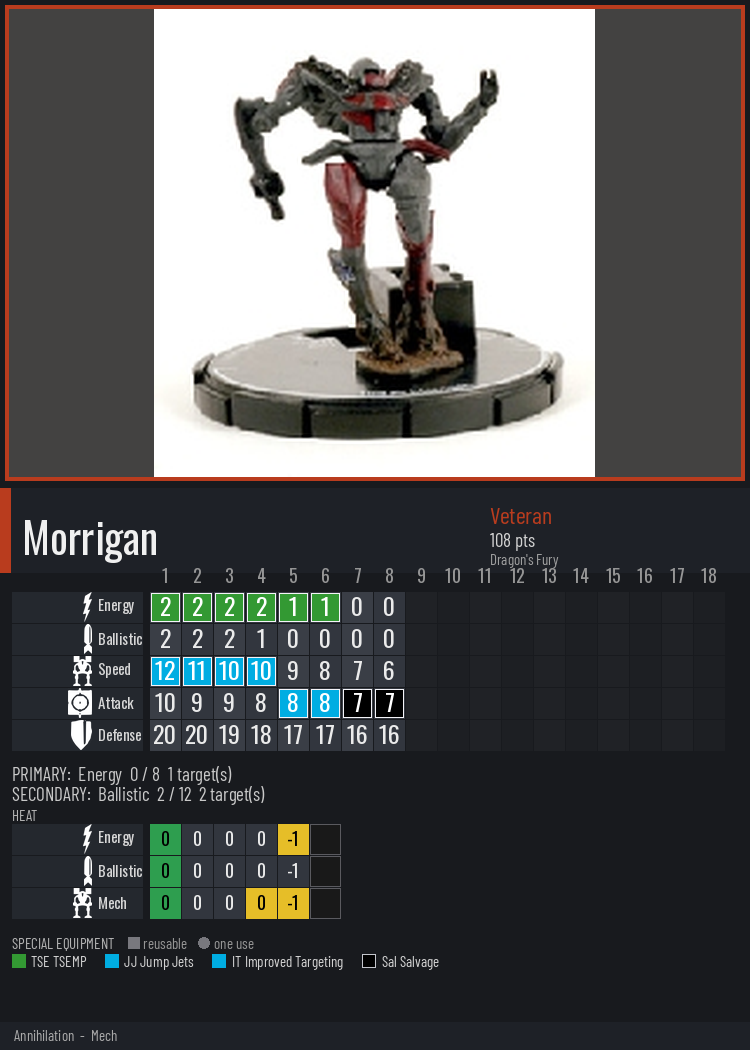 Morrigan
Veteran
108 pts
Dragon's Fury
1 2 3 4 5 6 7 8 9 10 11 12 13 14 15 16 17 18
Energy 2 2 2 2 1 1 0 0
Ballistic 2 2 2 1 0 0 0 0
Speed 12 11 10 10 9 8 7 6
Attack 10 9 9 8 8 8 7 7
Defense 20 20 19 18 17 17 16 16
PRIMARY: Energy 0 / 8 1 target(s)
SECONDARY: Ballistic 2 / 12 2 target(s)
HEAT
Energy 0 0 0 0 -1
Ballistic 0 0 0 0 -1
Mech 0 0 0 0 -1
SPECIAL EQUIPMENT reusable one use
TSE TSEMP JJ Jump Jets IT Improved Targeting Sal Salvage
Annihilation - Mech